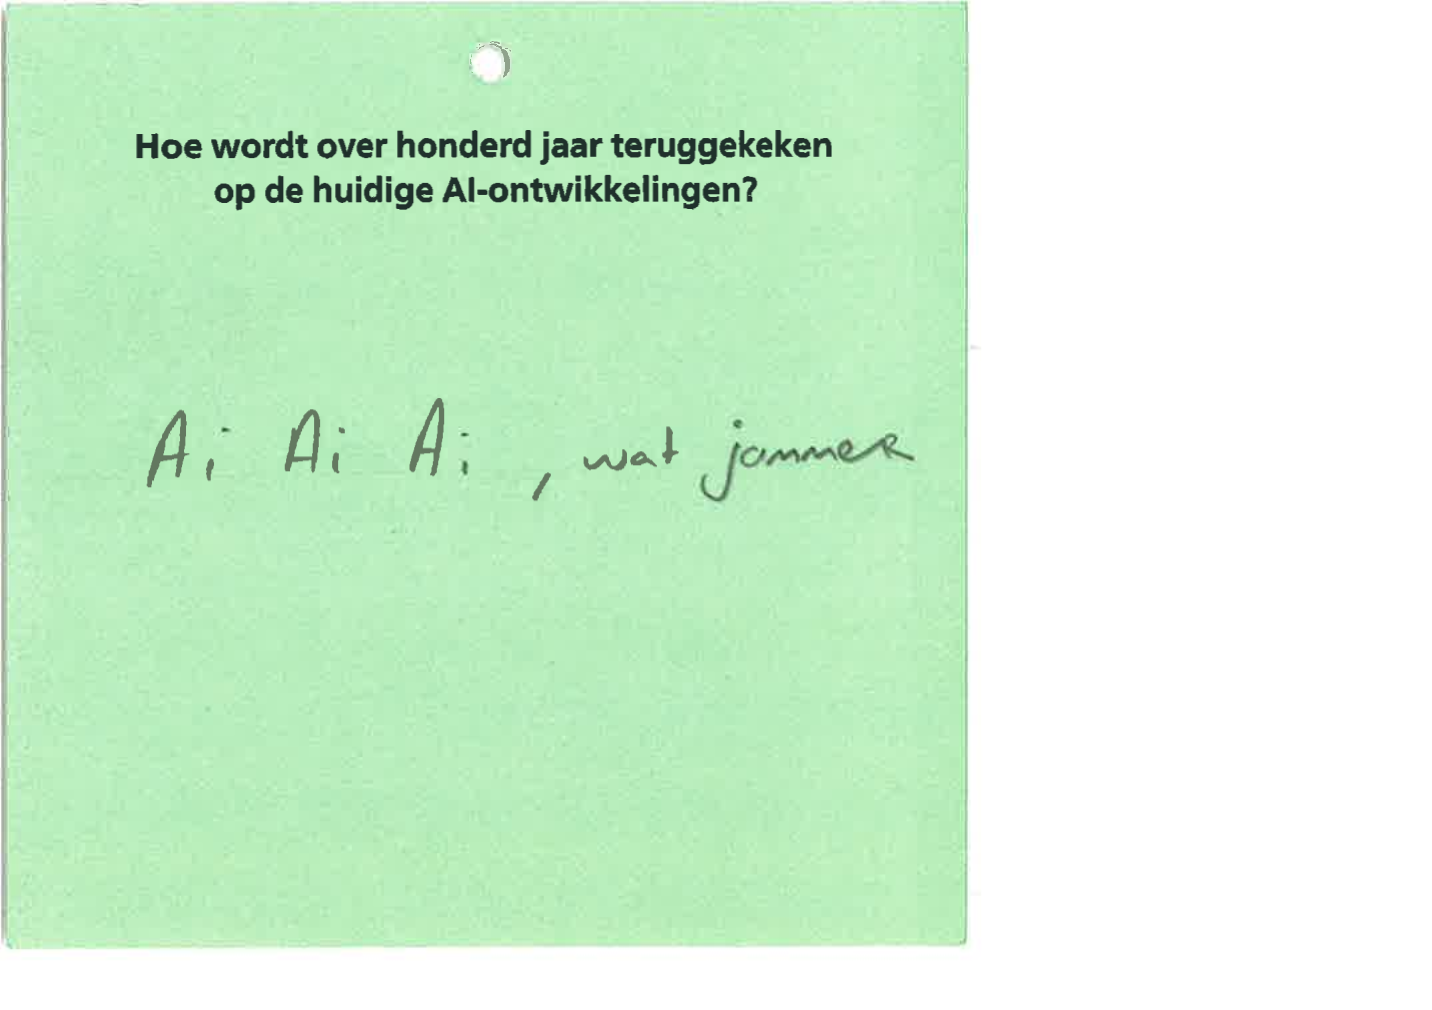 Hoe wordt over honderd jaar teruggekeken
op de huidige AI-ontwikkelingen?
Ai Ai Ai, wat jammer